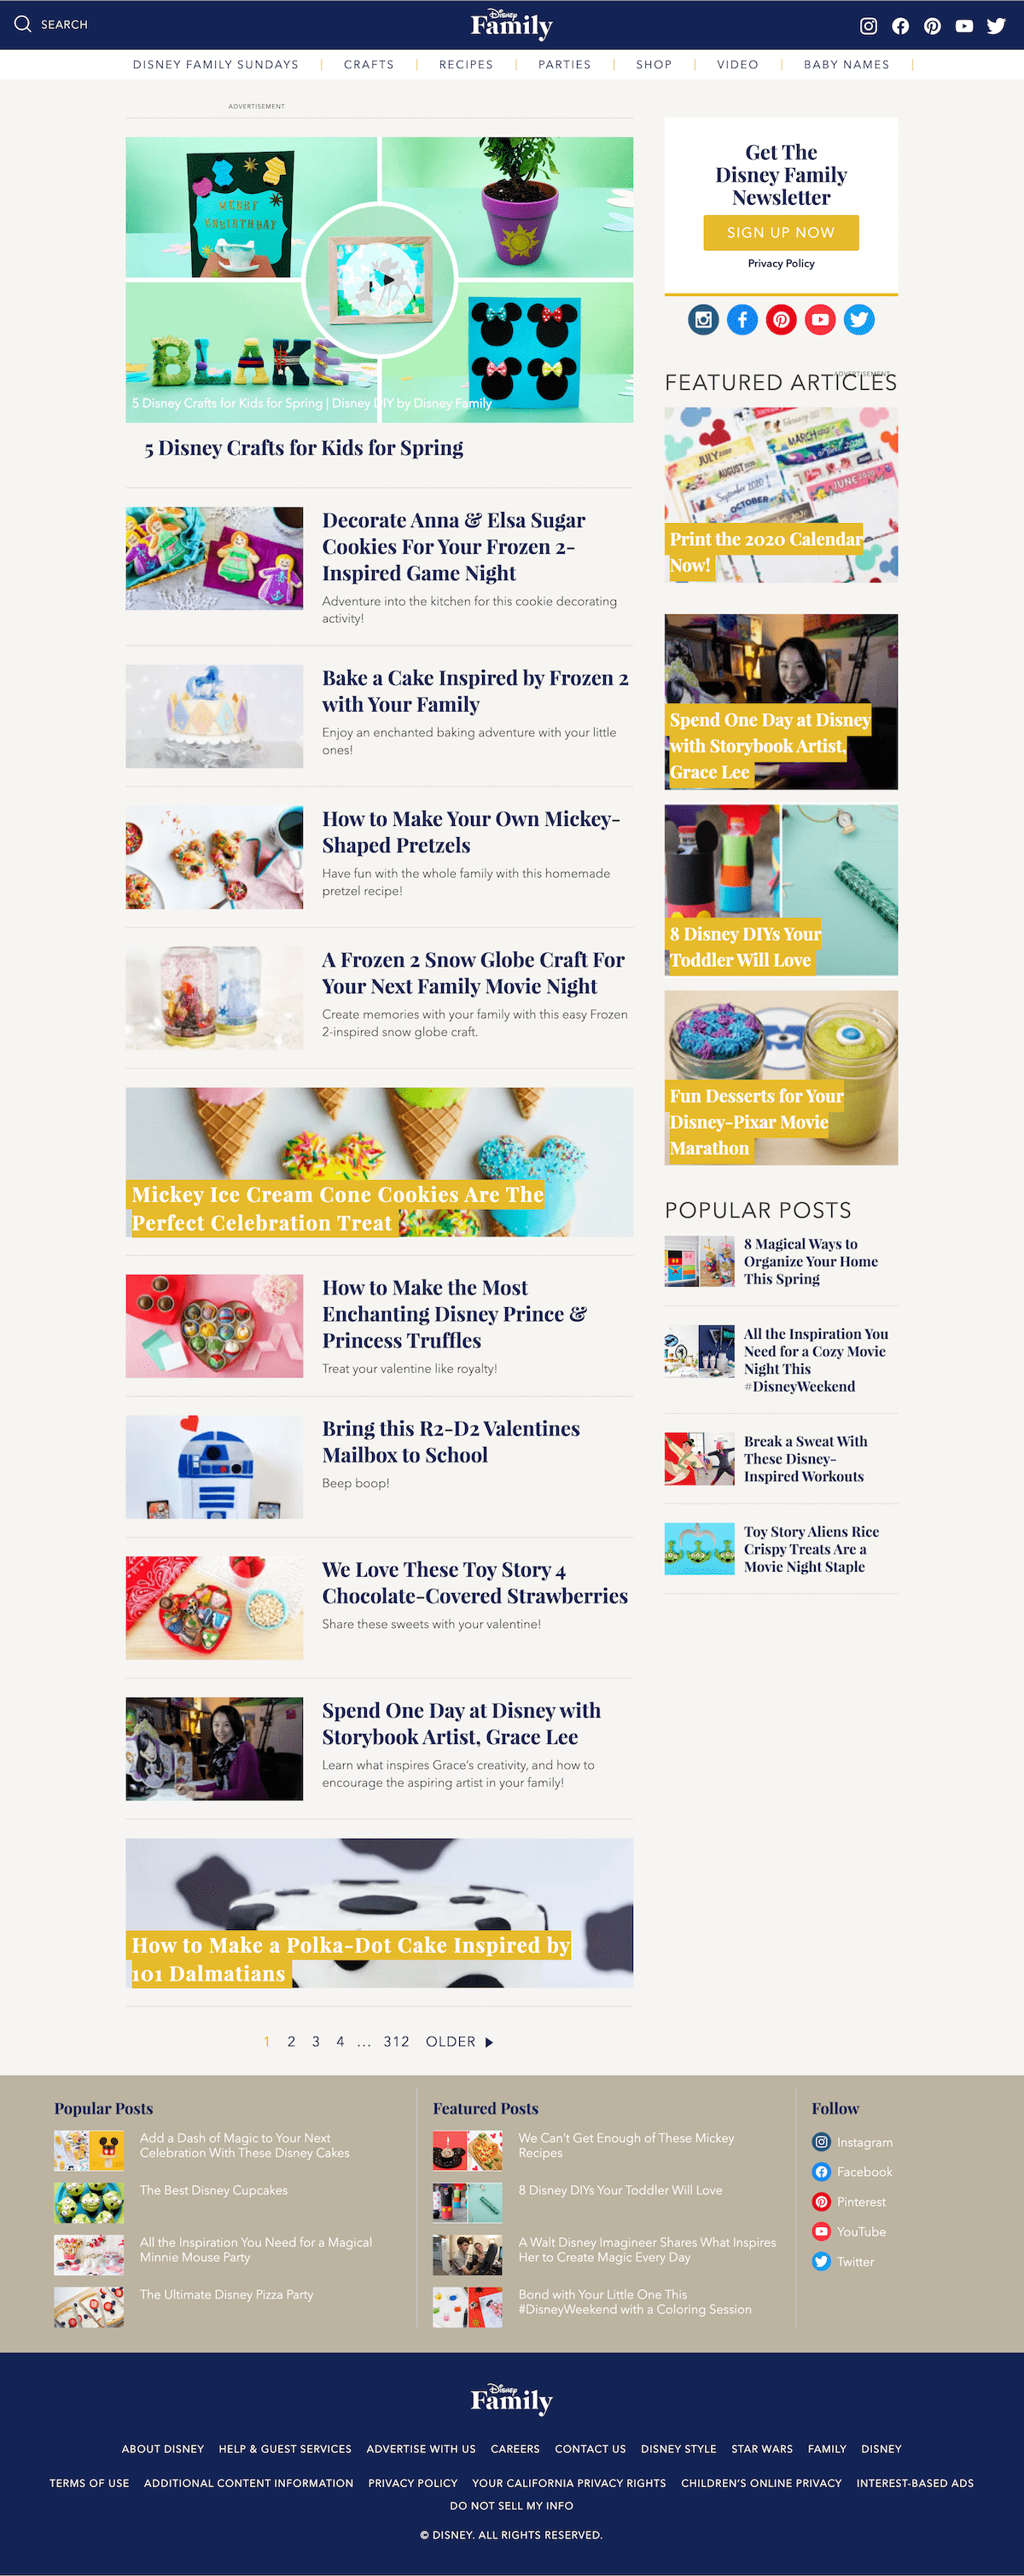 SEARCH
Disney
Family
DISNEY FAMILY SUNDAYS | CRAFTS | RECIPES | PARTIES | SHOP | VIDEO | BABY NAMES |
ADVERTISEMENT
MERRY
UNBIRTHDAY
BLAKE
5 Disney Crafts for Kids for Spring | Disney DIY by Disney Family
5 Disney Crafts for Kids for Spring
Decorate Anna & Elsa Sugar
Cookies For Your Frozen 2-
Inspired Game Night
Adventure into the kitchen for this cookie decorating
activity!
Bake a Cake Inspired by Frozen 2
with Your Family
Enjoy an enchanted baking adventure with your little
ones!
How to Make Your Own Mickey-
Shaped Pretzels
Have fun with the whole family with this homemade
pretzel recipe!
A Frozen 2 Snow Globe Craft For
Your Next Family Movie Night
Create memories with your family with this easy Frozen
2-inspired snow globe craft.
Mickey Ice Cream Cone Cookies Are The
Perfect Celebration Treat
How to Make the Most
Enchanting Disney Prince &
Princess Truffles
Treat your valentine like royalty!
Bring this R2-D2 Valentines
Mailbox to School
Beep boop!
We Love These Toy Story 4
Chocolate-Covered Strawberries
Share these sweets with your valentine!
Spend One Day at Disney with
Storybook Artist, Grace Lee
Learn what inspires Grace's creativity, and how to
encourage the aspiring artist in your family!
How to Make a Polka-Dot Cake Inspired by
101 Dalmatians
1 2 3 4 ... 312 OLDER
Get The
Disney Family
Newsletter
SIGN UP NOW
Privacy Policy
ADVERTISEMENT
FEATURED ARTICLES
February 2020
MARCH
JULY 2020
AUGUST
September 2020
OCTOBER
JUNE 2020
Print the 2020 Calendar
Now!
Spend One Day at Disney
with Storybook Artist,
Grace Lee
8 Disney DIYs Your
Toddler Will Love
Fun Desserts for Your
Disney-Pixar Movie
Marathon
POPULAR POSTS
8 Magical Ways to
Organize Your Home
This Spring
All the Inspiration You
Need for a Cozy Movie
Night This
#DisneyWeekend
Break a Sweat With
These Disney-
Inspired Workouts
Toy Story Aliens Rice
Crispy Treats Are a
Movie Night Staple
Popular Posts
Add a Dash of Magic to Your Next
Celebration With These Disney Cakes
The Best Disney Cupcakes
All the Inspiration You Need for a Magical
Minnie Mouse Party
The Ultimate Disney Pizza Party
Featured Posts
We Can't Get Enough of These Mickey
Recipes
8 Disney DIYs Your Toddler Will Love
A Walt Disney Imagineer Shares What Inspires
Her to Create Magic Every Day
Bond with Your Little One This
#DisneyWeekend with a Coloring Session
Follow
Instagram
Facebook
Pinterest
YouTube
Twitter
Disney
Family
ABOUT DISNEY HELP & GUEST SERVICES ADVERTISE WITH US CAREERS CONTACT US DISNEY STYLE STAR WARS FAMILY DISNEY
TERMS OF USE ADDITIONAL CONTENT INFORMATION PRIVACY POLICY YOUR CALIFORNIA PRIVACY RIGHTS CHILDREN'S ONLINE PRIVACY INTEREST-BASED ADS
DO NOT SELL MY INFO
© DISNEY. ALL RIGHTS RESERVED.